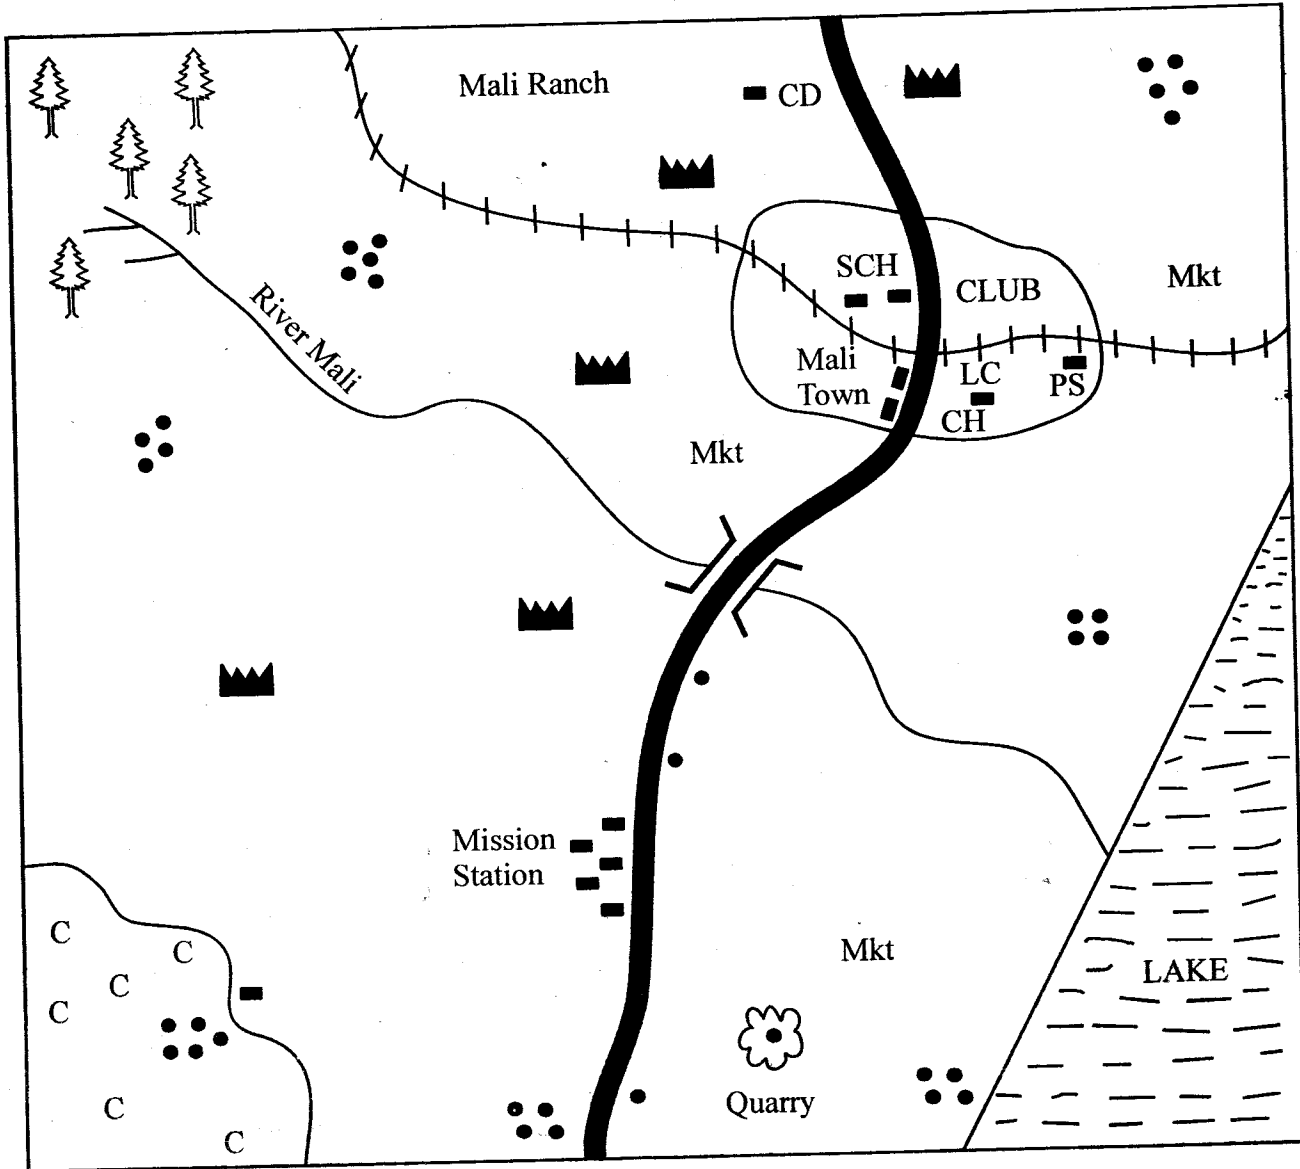 Mali Ranch
CD
SCH
CLUB
Mkt
River Mali
Mali
Town
LC
PS
CH
Mkt
Mission
Station
Mkt
LAKE
Quarry
C
C
C
C
C
C